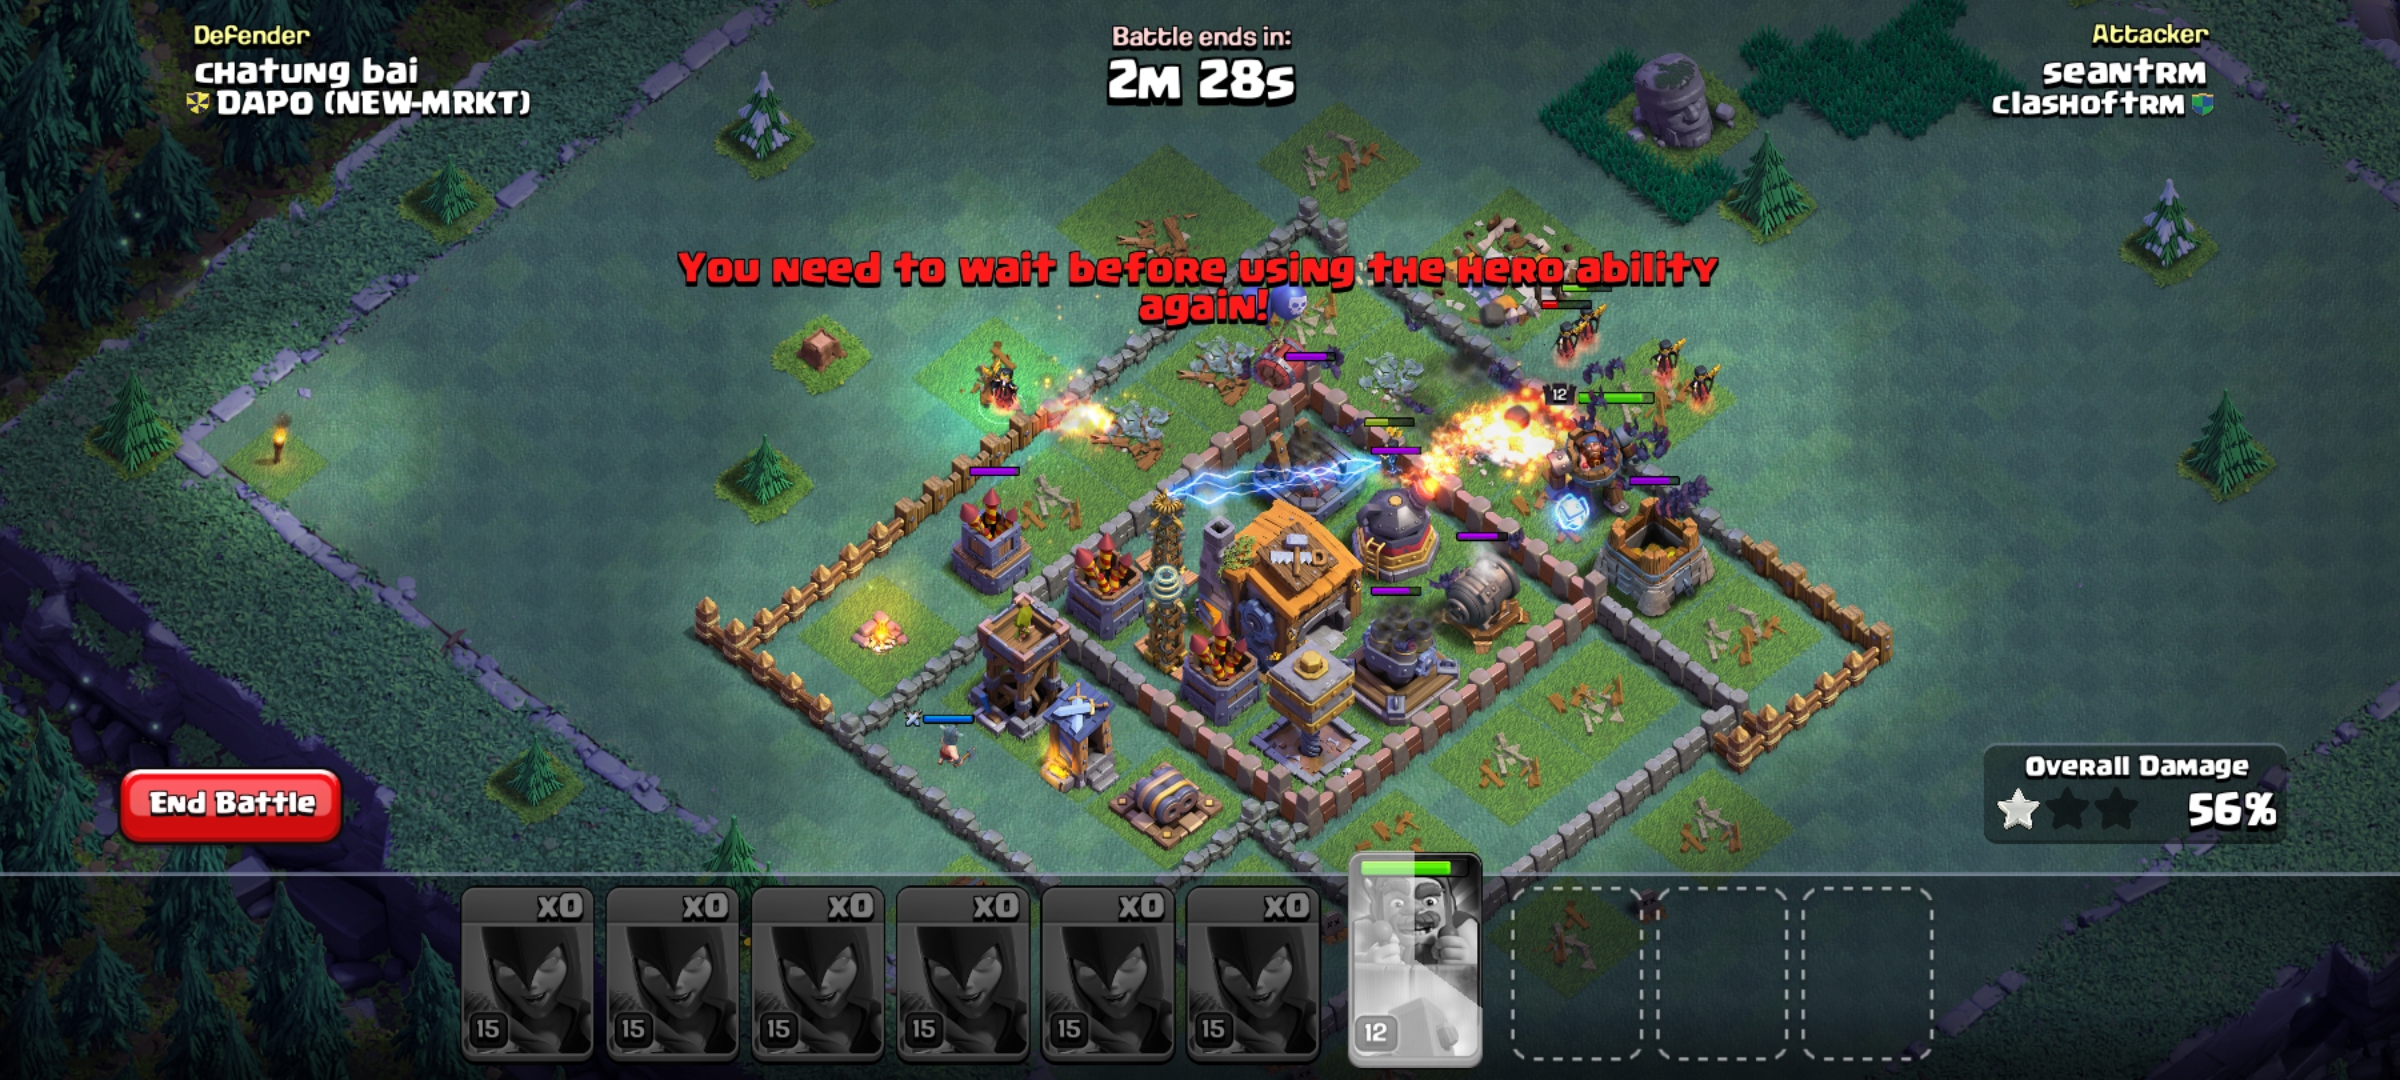 Defender
chatung bai
DAPO (NEW-MRKT)
Battle ends in:
2m 28s
Attacker
seantrm
clashoftrm
You need to wait before using the hero ability
again!
12
End Battle
Overall Damage
56%
x0
x0
x0
x0
x0
x0
15
15
15
15
15
15
12